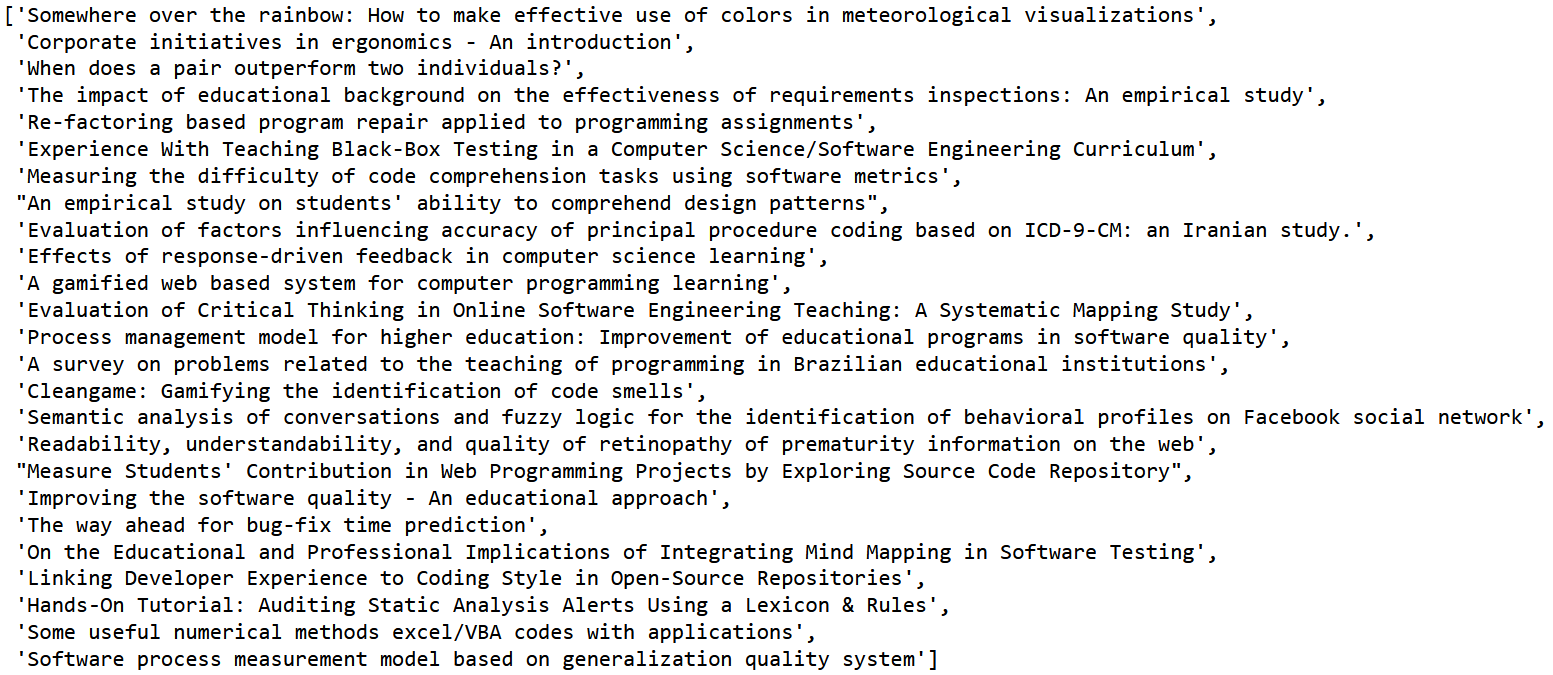 ['Somewhere over the rainbow: How to make effective use of colors in meteorological visualizations',
'Corporate initiatives in ergonomics - An introduction',
'When does a pair outperform two individuals?',
'The impact of educational background on the effectiveness of requirements inspections: An empirical study',
'Re-factoring based program repair applied to programming assignments',
'Experience With Teaching Black-Box Testing in a Computer Science/Software Engineering Curriculum',
'Measuring the difficulty of code comprehension tasks using software metrics',
"An empirical study on students' ability to comprehend design patterns",
'Evaluation of factors influencing accuracy of principal procedure coding based on ICD-9-CM: an Iranian study.',
'Effects of response-driven feedback in computer science learning',
'A gamified web based system for computer programming learning',
'Evaluation of Critical Thinking in Online Software Engineering Teaching: A Systematic Mapping Study',
'Process management model for higher education: Improvement of educational programs in software quality',
'A survey on problems related to the teaching of programming in Brazilian educational institutions',
'Cleangame: Gamifying the identification of code smells',
'Semantic analysis of conversations and fuzzy logic for the identification of behavioral profiles on Facebook social network',
'Readability, understandability, and quality of retinopathy of prematurity information on the web',
"Measure Students' Contribution in Web Programming Projects by Exploring Source Code Repository",
'Improving the software quality - An educational approach',
'The way ahead for bug-fix time prediction',
'On the Educational and Professional Implications of Integrating Mind Mapping in Software Testing',
'Linking Developer Experience to Coding Style in Open-Source Repositories',
'Hands-On Tutorial: Auditing Static Analysis Alerts Using a Lexicon & Rules',
'Some useful numerical methods excel/VBA codes with applications',
'Software process measurement model based on generalization quality system']